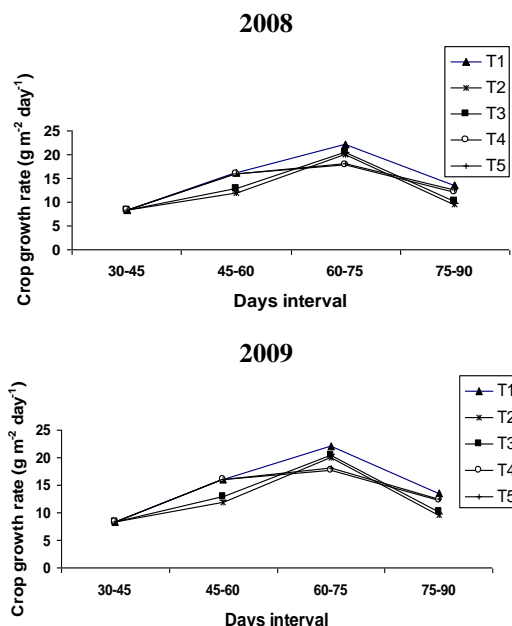 2008
T1
T2
T3
T4
T5
Crop growth rate (g m⁻² day⁻¹)
25
20
15
10
5
0
30-45 45-60 60-75 75-90
Days interval
2009
T1
T2
T3
T4
T5
Crop growth rate (g m⁻² day⁻¹)
25
20
15
10
5
0
30-45 45-60 60-75 75-90
Days interval